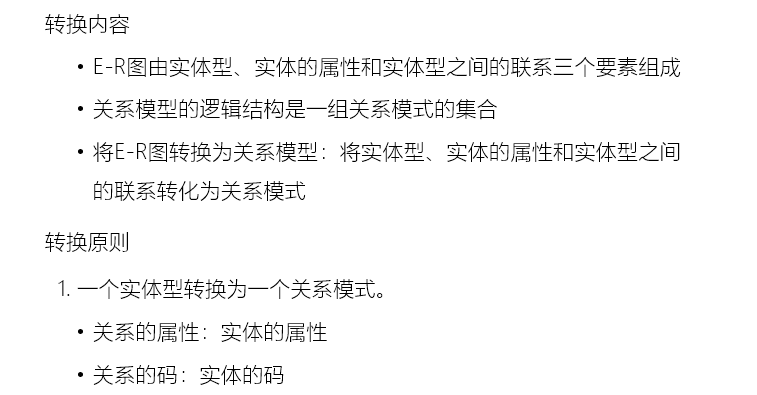 转换内容
• E-R图由实体型、实体的属性和实体型之间的联系三个要素组成
• 关系模型的逻辑结构是一组关系模式的集合
• 将E-R图转换为关系模型：将实体型、实体的属性和实体型之间
的联系转化为关系模式
转换原则
1. 一个实体型转换为一个关系模式。
• 关系的属性：实体的属性
• 关系的码：实体的码